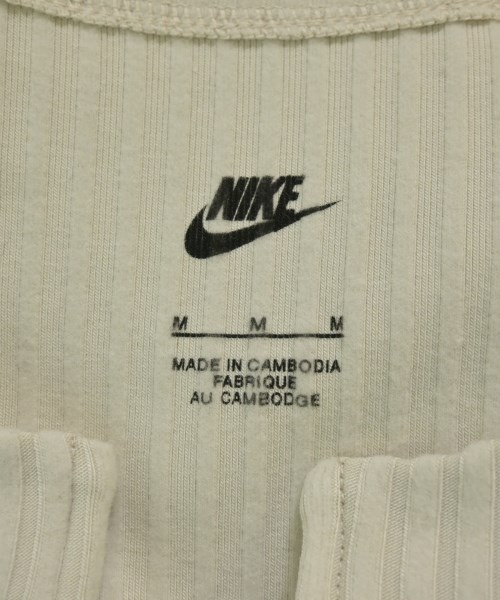 NIKE
M M M
MADE IN CAMBODIA
FABRIQUE
AU CAMBODGE